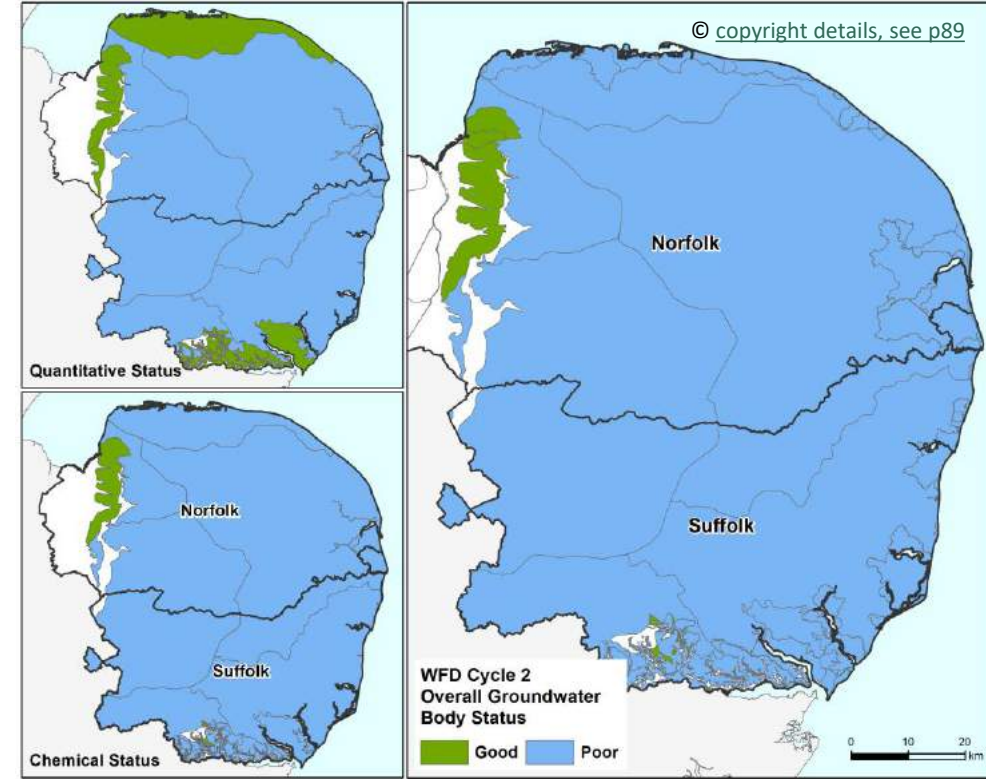 © copyright details, see p89
Quantitative Status
Norfolk
Suffolk
Chemical Status
Norfolk
Suffolk
WFD Cycle 2
Overall Groundwater
Body Status
Good Poor
0 10 20
km